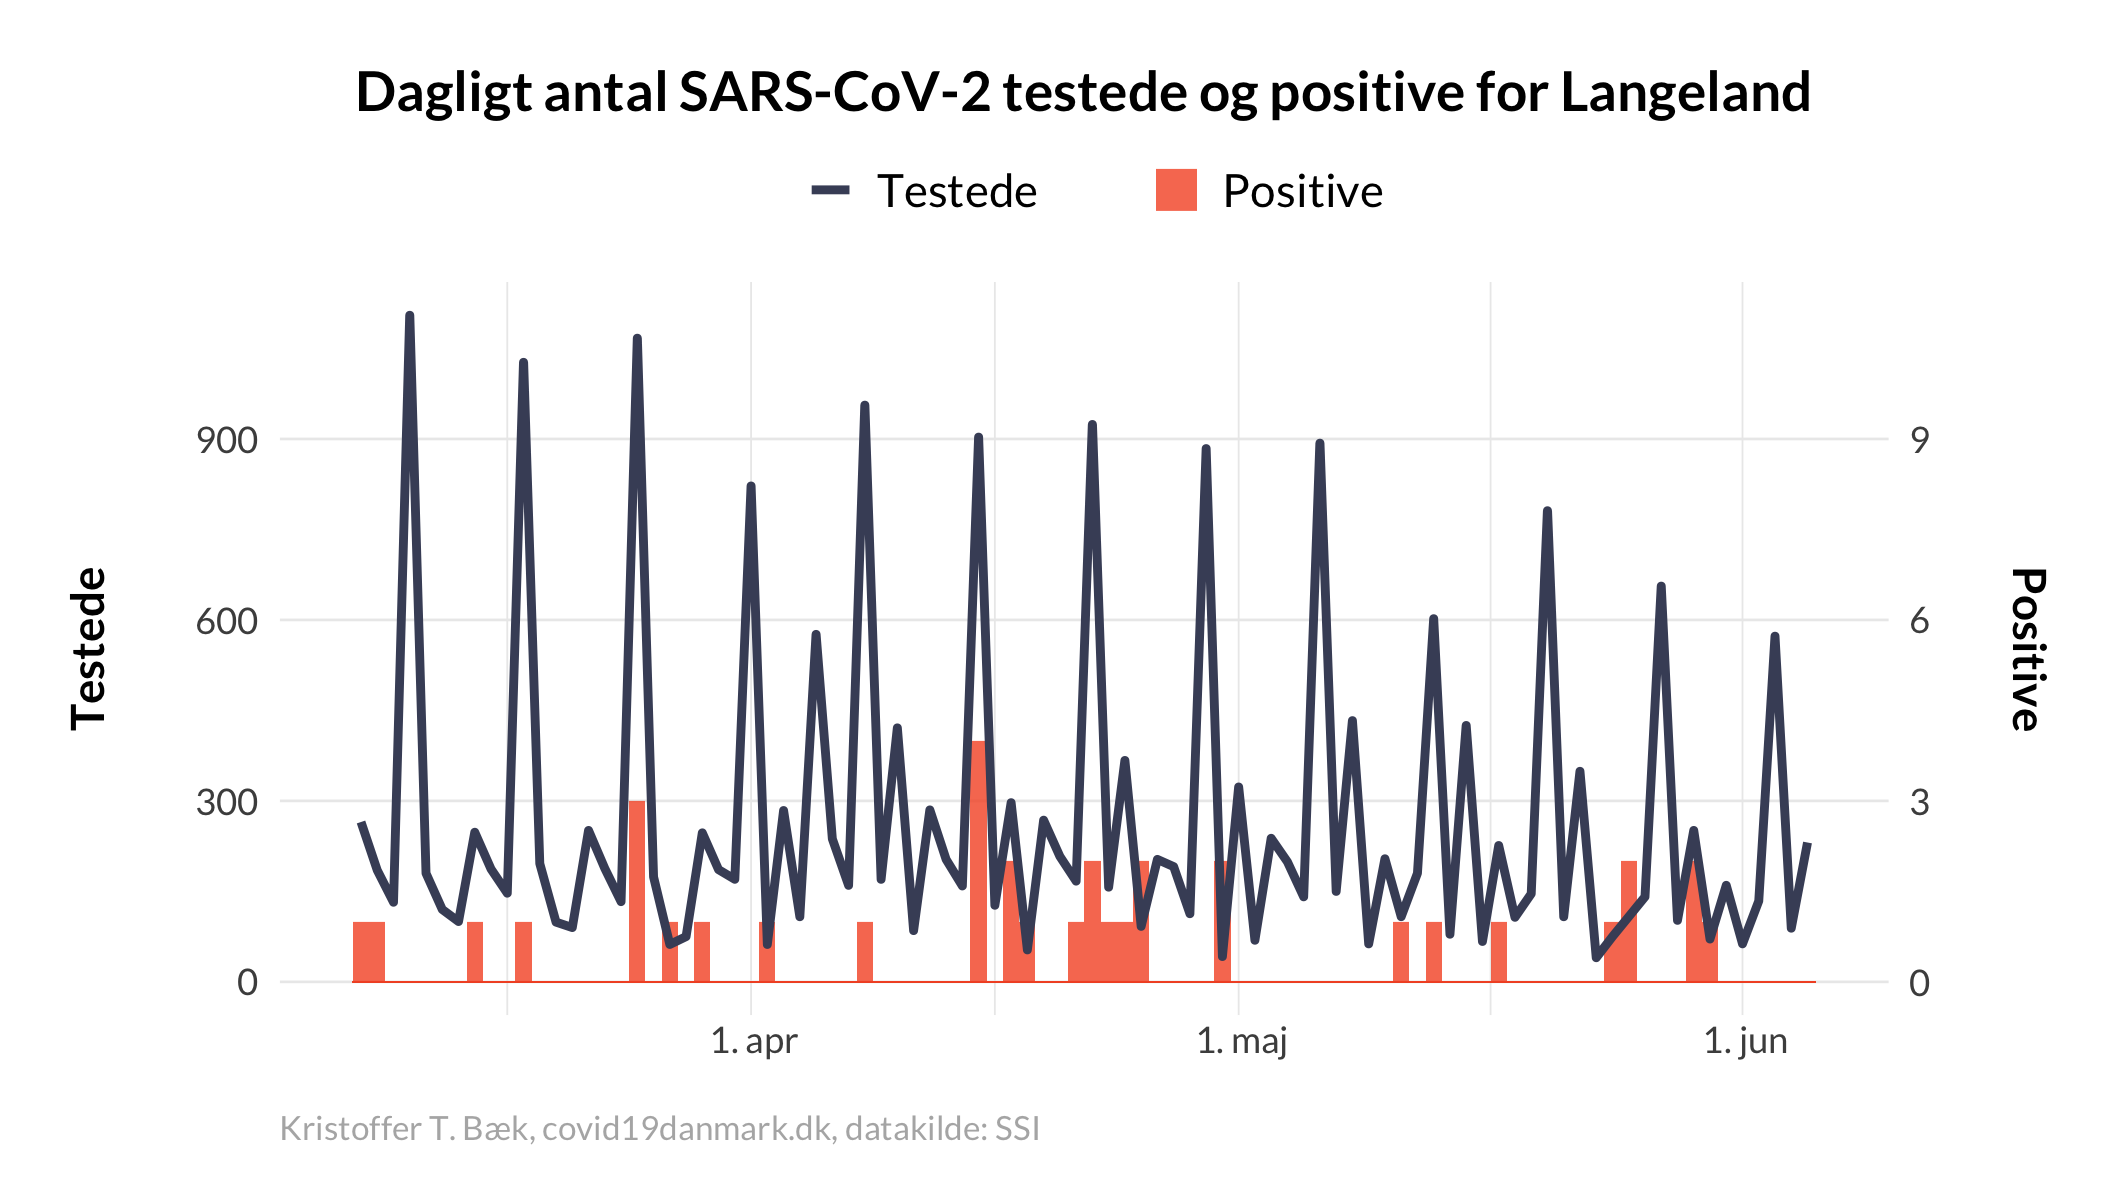 Dagligt antal SARS-CoV-2 testede og positive for Langeland
Testede
Positive
900
600
300
0
9
6
3
0
Testede
Positive
1. apr
1. maj
1. jun
Kristoffer T. Bæk, covid19danmark.dk, datakilde: SSI